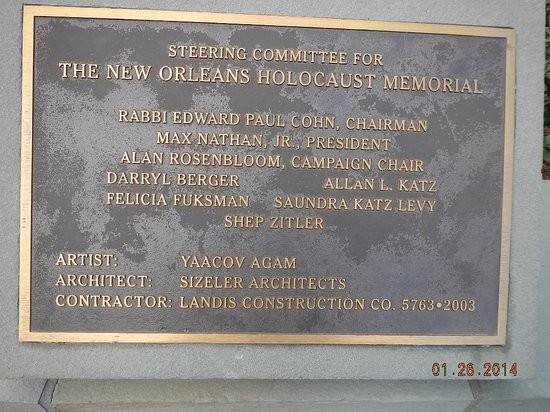 STEERING COMMITTEE FOR
THE NEW ORLEANS HOLOCAUST MEMORIAL
RABBI EDWARD PAUL COHN, CHAIRMAN
MAX NATHAN, JR., PRESIDENT
ALAN ROSENBLOOM, CAMPAIGN CHAIR
DARRYL BERGER ALLAN L. KATZ
FELICIA FUKSMAN SAUNDRA KATZ LEVY
SHEP ZITLER
ARTIST: YAACOV AGAM
ARCHITECT: SIZELER ARCHITECTS
CONTRACTOR: LANDIS CONSTRUCTION CO. 5763•2003
01.26.2014